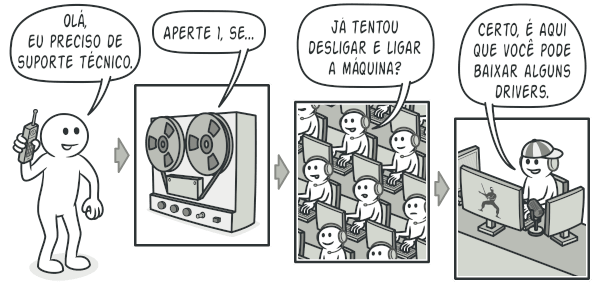 OLÁ,
EU PRECISO DE
SUPORTE TÉCNICO.
APERTE 1, SE...
JÁ TENTOU
DESLIGAR E LIGAR
A MÁQUINA?
CERTO, É AQUI
QUE VOCÊ PODE
BAIXAR ALGUNS
DRIVERS.